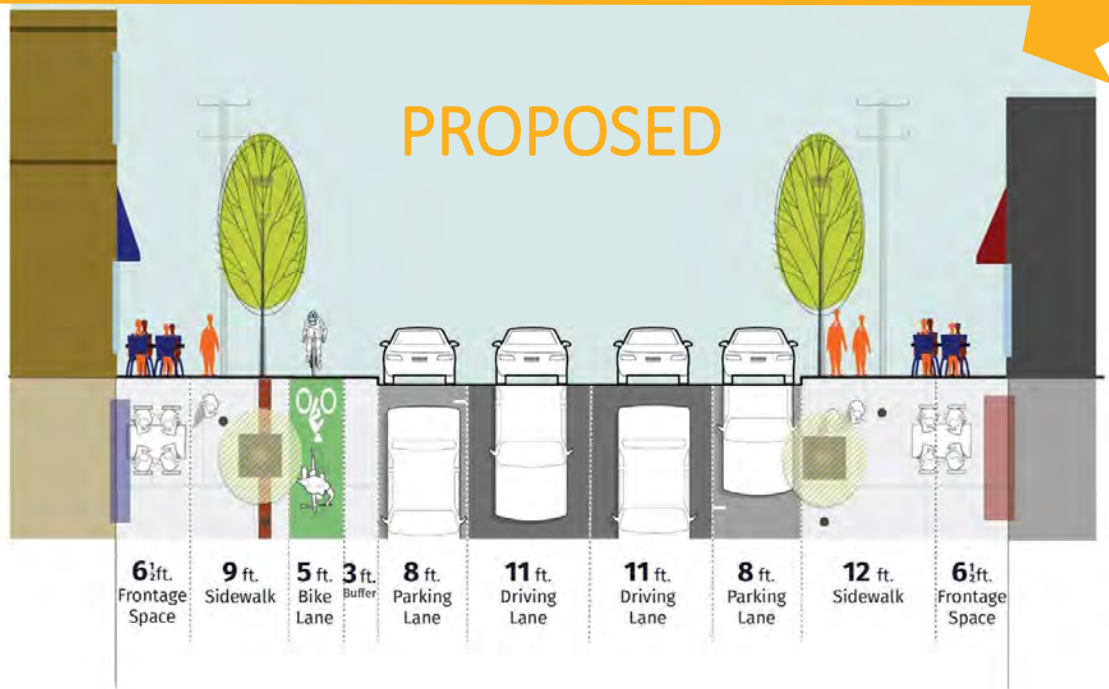 PROPOSED
6½ft.
Frontage
Space
9 ft.
Sidewalk
5 ft.
Bike
Lane
3 ft.
Buffer
8 ft.
Parking
Lane
11 ft.
Driving
Lane
11 ft.
Driving
Lane
8 ft.
Parking
Lane
12 ft.
Sidewalk
6½ft.
Frontage
Space